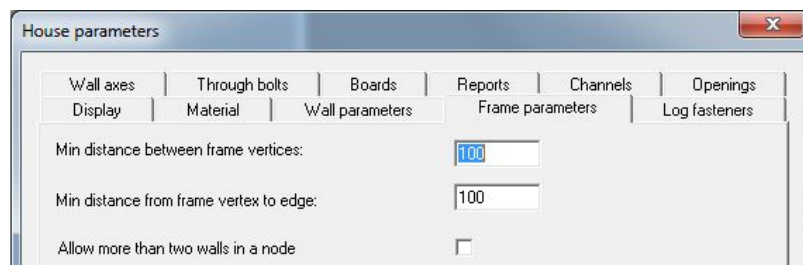 House parameters
Wall axes Through bolts Boards Reports Channels Openings
Display Material Wall parameters Frame parameters Log fasteners
Min distance between frame vertices: 100
Min distance from frame vertex to edge: 100
Allow more than two walls in a node